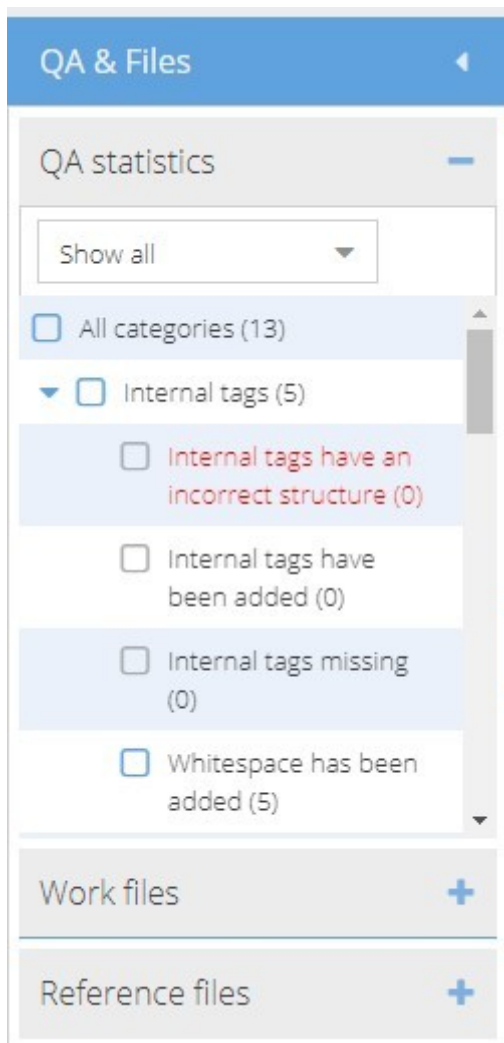 QA & Files
QA statistics
Show all
All categories (13)
Internal tags (5)
Internal tags have an
incorrect structure (0)
Internal tags have
been added (0)
Internal tags missing
(0)
Whitespace has been
added (5)
Work files
Reference files